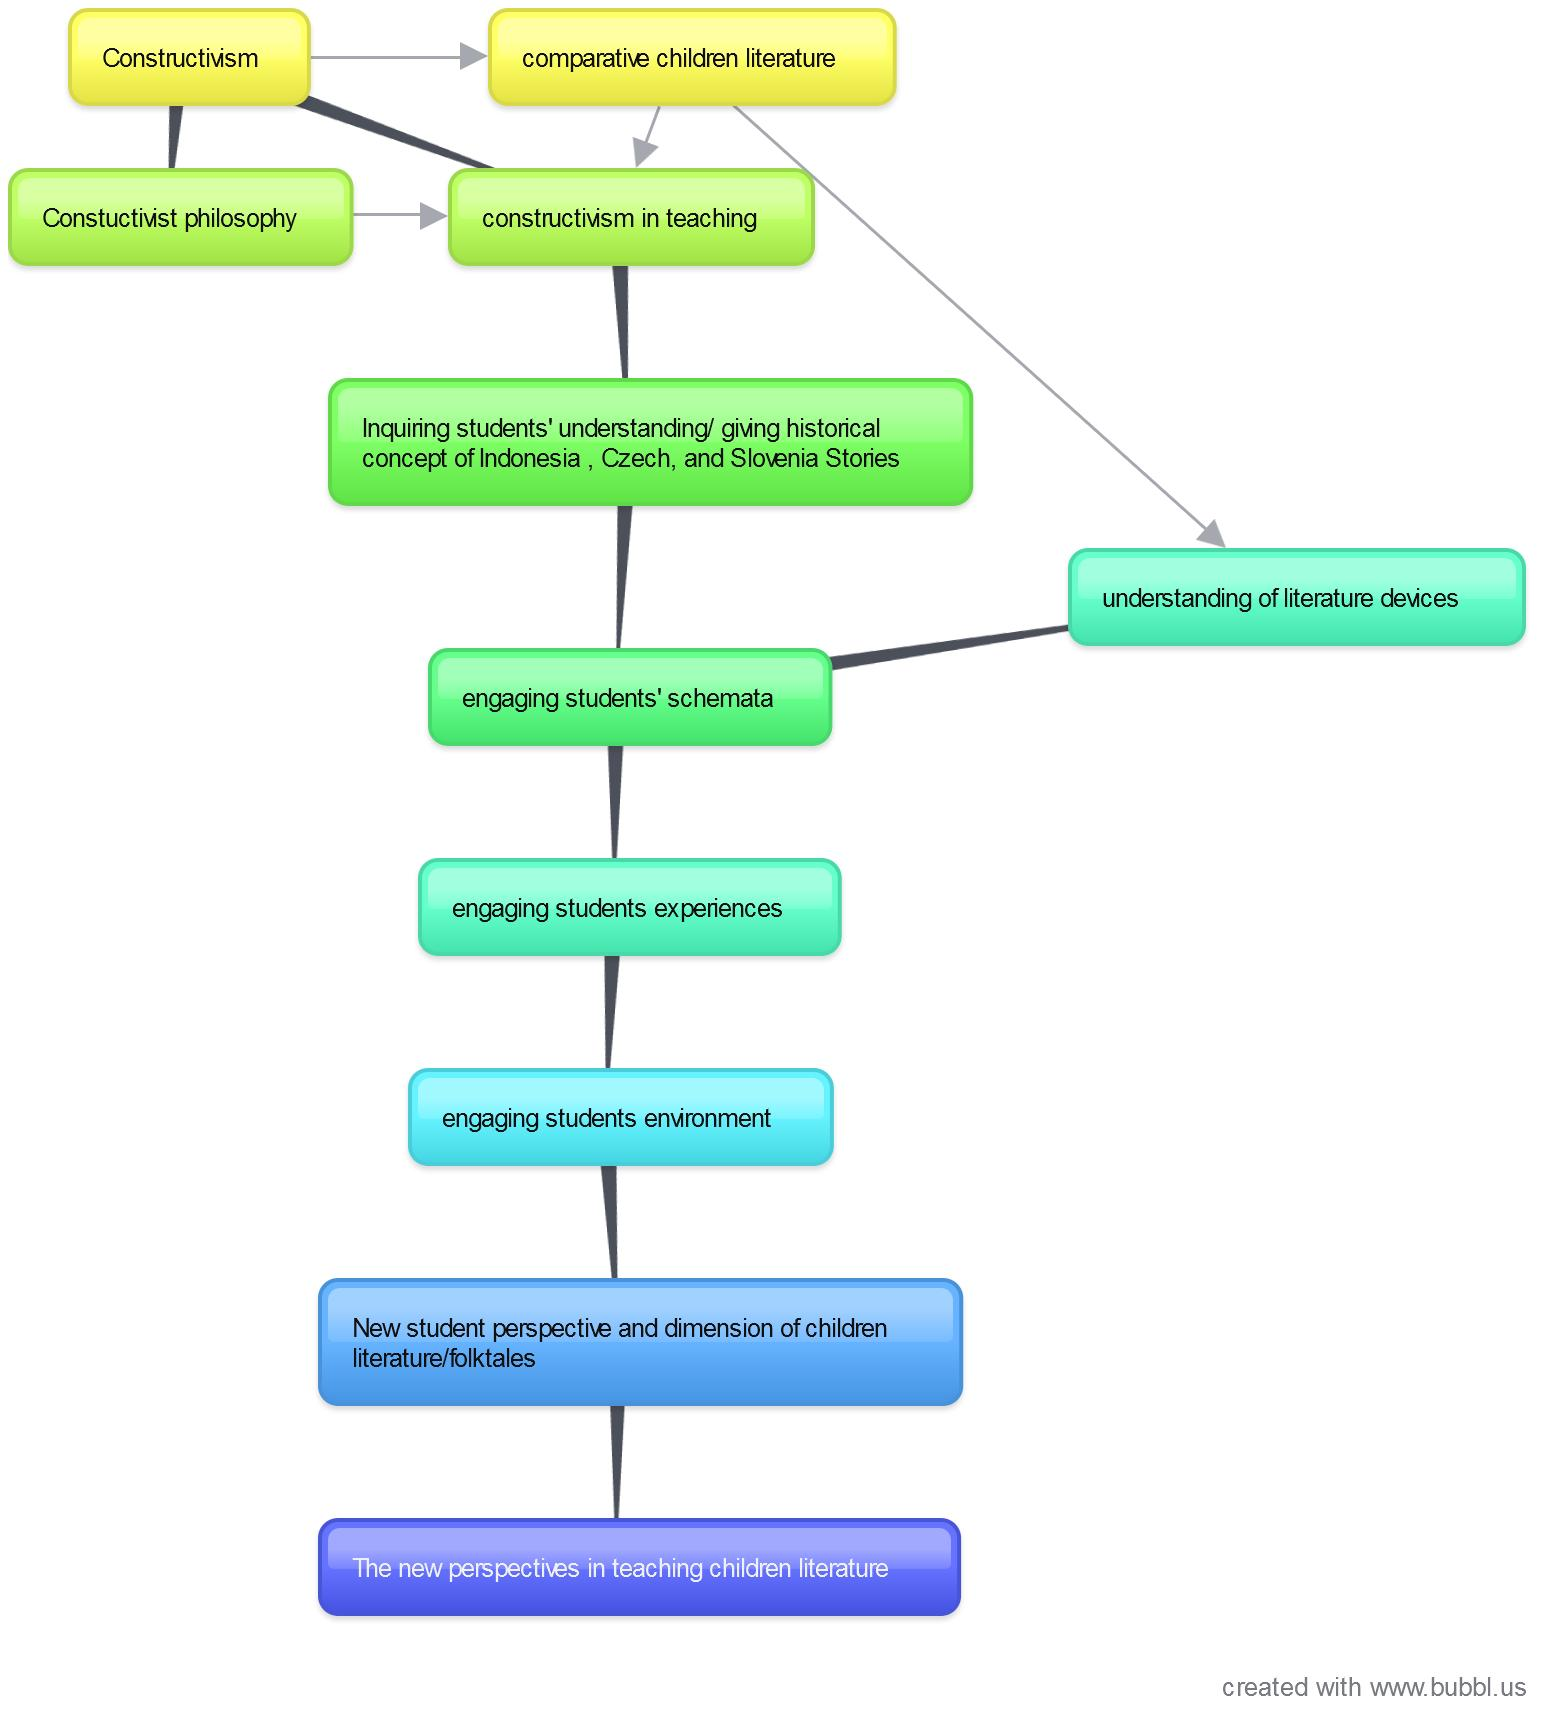 Constructivism
comparative children literature
Constuctivist philosophy
constructivism in teaching
Inquiring students' understanding/ giving historical
concept of Indonesia , Czech, and Slovenia Stories
understanding of literature devices
engaging students' schemata
engaging students experiences
engaging students environment
New student perspective and dimension of children
literature/folktales
The new perspectives in teaching children literature
created with www.bubbl.us